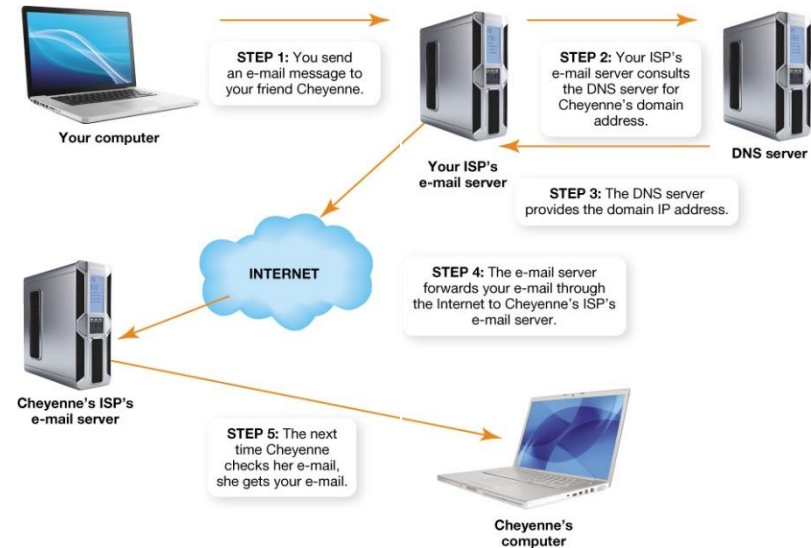 STEP 1: You send
an e-mail message to
your friend Cheyenne.
STEP 2: Your ISP's
e-mail server consults
the DNS server for
Cheyenne's domain
address.
Your computer
Your ISP's
e-mail server
DNS server
STEP 3: The DNS server
provides the domain IP address.
INTERNET
STEP 4: The e-mail server
forwards your e-mail through
the Internet to Cheyenne's ISP's
e-mail server.
Cheyenne's ISP's
e-mail server
STEP 5: The next
time Cheyenne
checks her e-mail,
she gets your e-mail.
Cheyenne's
computer